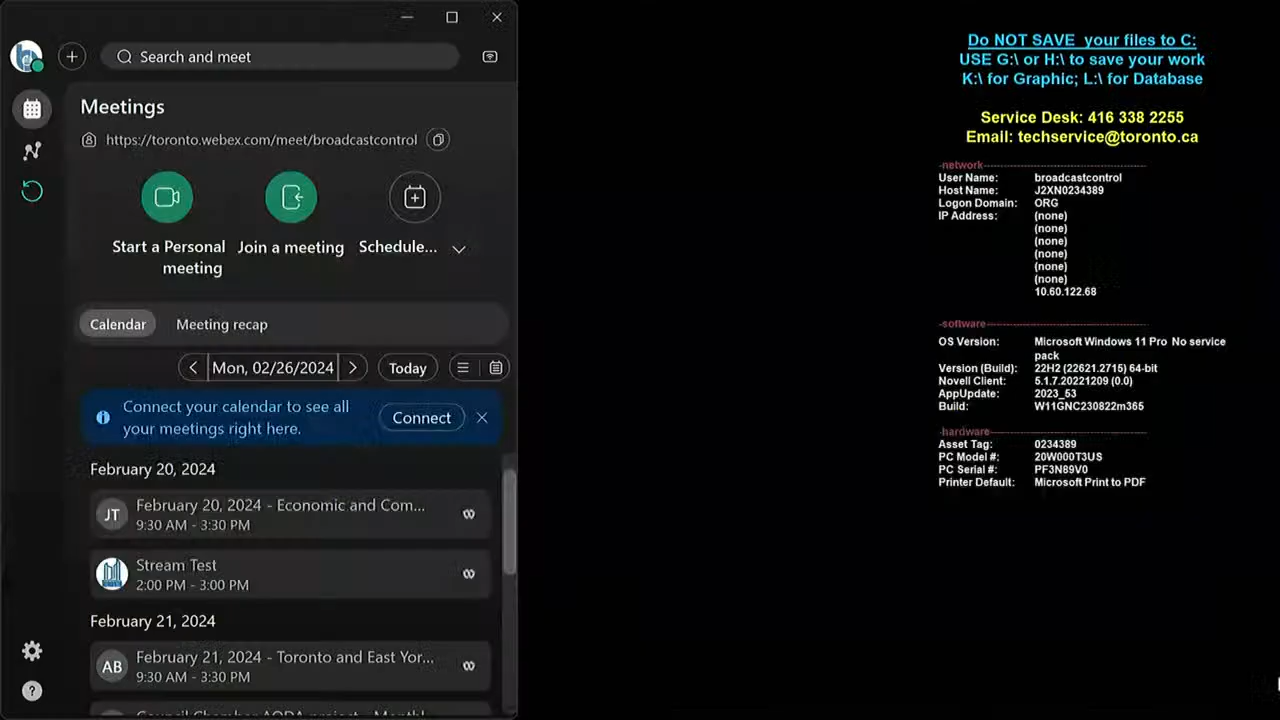 Search and meet
Meetings
https://toronto.webex.com/meet/broadcastcontrol
Start a Personal meeting
Join a meeting
Schedule...
Calendar
Meeting recap
Mon, 02/26/2024
Today
Connect your calendar to see all
your meetings right here.
Connect
February 20, 2024
JT
February 20, 2024 - Economic and Com...
9:30 AM - 3:30 PM
Stream Test
2:00 PM - 3:00 PM
February 21, 2024
AB
February 21, 2024 - Toronto and East Yor...
9:30 AM - 3:30 PM
Council Chamber AODA project - Monthl
Do NOT SAVE your files to C:
USE G:\ or H:\ to save your work
K:\ for Graphic; L:\ for Database
Service Desk: 416 338 2255
Email: techservice@toronto.ca
-network-
User Name: broadcastcontrol
Host Name: J2XN0234389
Logon Domain: ORG
IP Address: (none)
(none)
(none)
(none)
(none)
(none)
10.60.122.68
-software-
OS Version: Microsoft Windows 11 Pro No service
pack
Version (Build): 22H2 (22621.2715) 64-bit
Novell Client: 5.1.7.20221209 (0.0)
AppUpdate: 2023_53
Build: W11GNC230822m365
-hardware-
Asset Tag: 0234389
PC Model #: 20W000T3US
PC Serial #: PF3N89V0
Printer Default: Microsoft Print to PDF